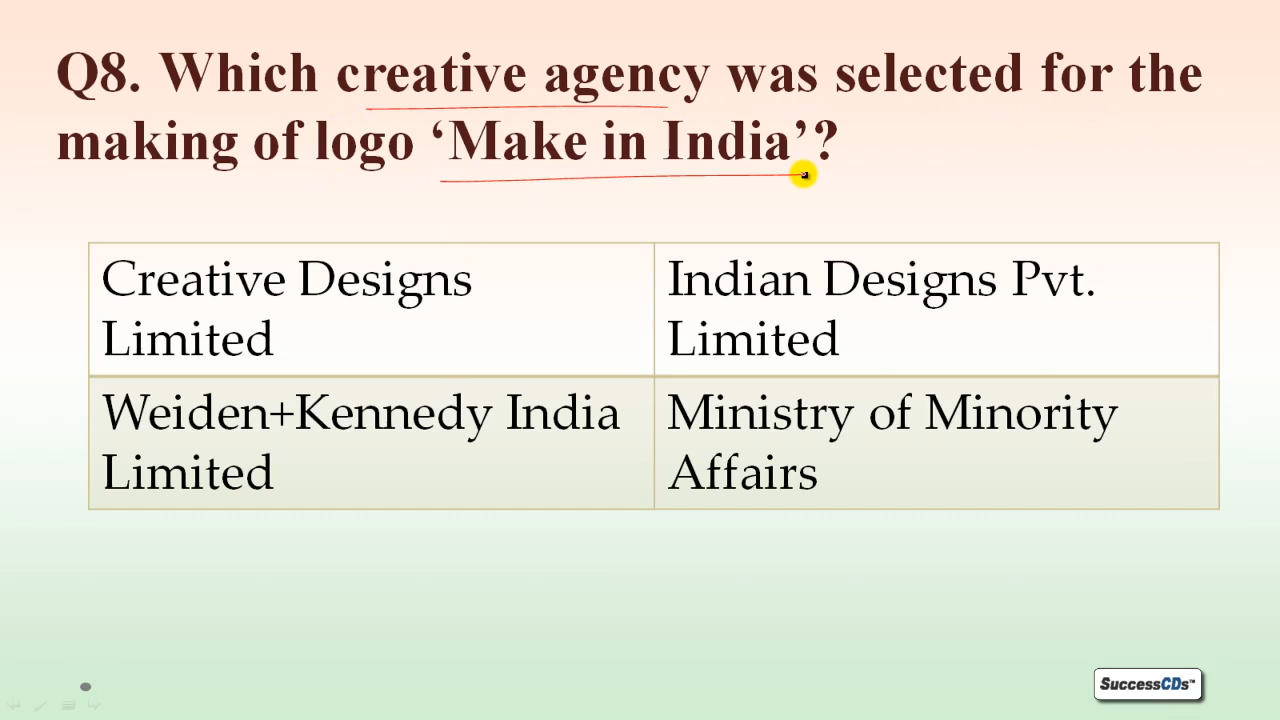 Q8. Which creative agency was selected for the
making of logo ‘Make in India’?
Creative Designs
Limited
Indian Designs Pvt.
Limited
Weiden+Kennedy India
Limited
Ministry of Minority
Affairs
SuccessCDs™